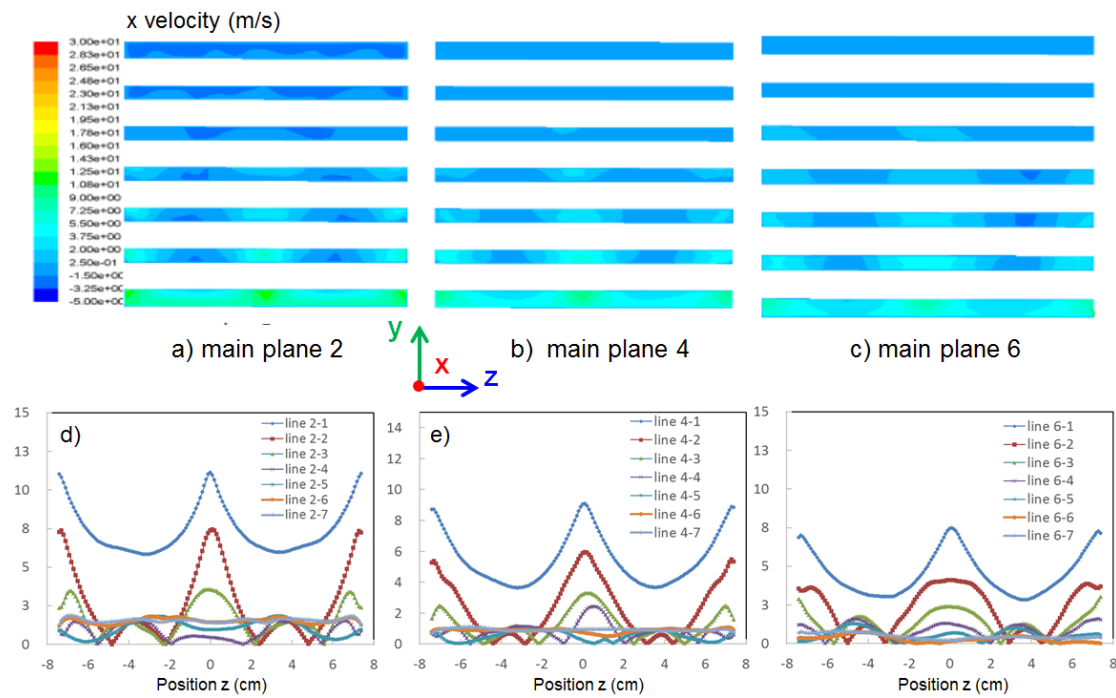 x velocity (m/s)
3.00e+01
2.83e+01
2.65e+01
2.48e+01
2.30e+01
2.13e+01
1.95e+01
1.78e+01
1.60e+01
1.43e+01
1.25e+01
1.08e+01
9.00e+00
7.25e+00
5.50e+00
3.75e+00
2.00e+00
2.50e-01
-1.50e+00
-3.25e+00
-5.00e+00
a) main plane 2
b) main plane 4
c) main plane 6
y
x
z
d)
line 2-1
line 2-2
line 2-3
line 2-4
line 2-5
line 2-6
line 2-7
15
13
10
8
5
3
0
-8 -6 -4 -2 0 2 4 6 8
Position z (cm)
e)
line 4-1
line 4-2
line 4-3
line 4-4
line 4-5
line 4-6
line 4-7
14
12
10
8
6
4
2
0
-8 -6 -4 -2 0 2 4 6 8
Position z (cm)
line 6-1
line 6-2
line 6-3
line 6-4
line 6-5
line 6-6
line 6-7
15
13
10
8
5
3
0
-8 -6 -4 -2 0 2 4 6 8
Position z (cm)